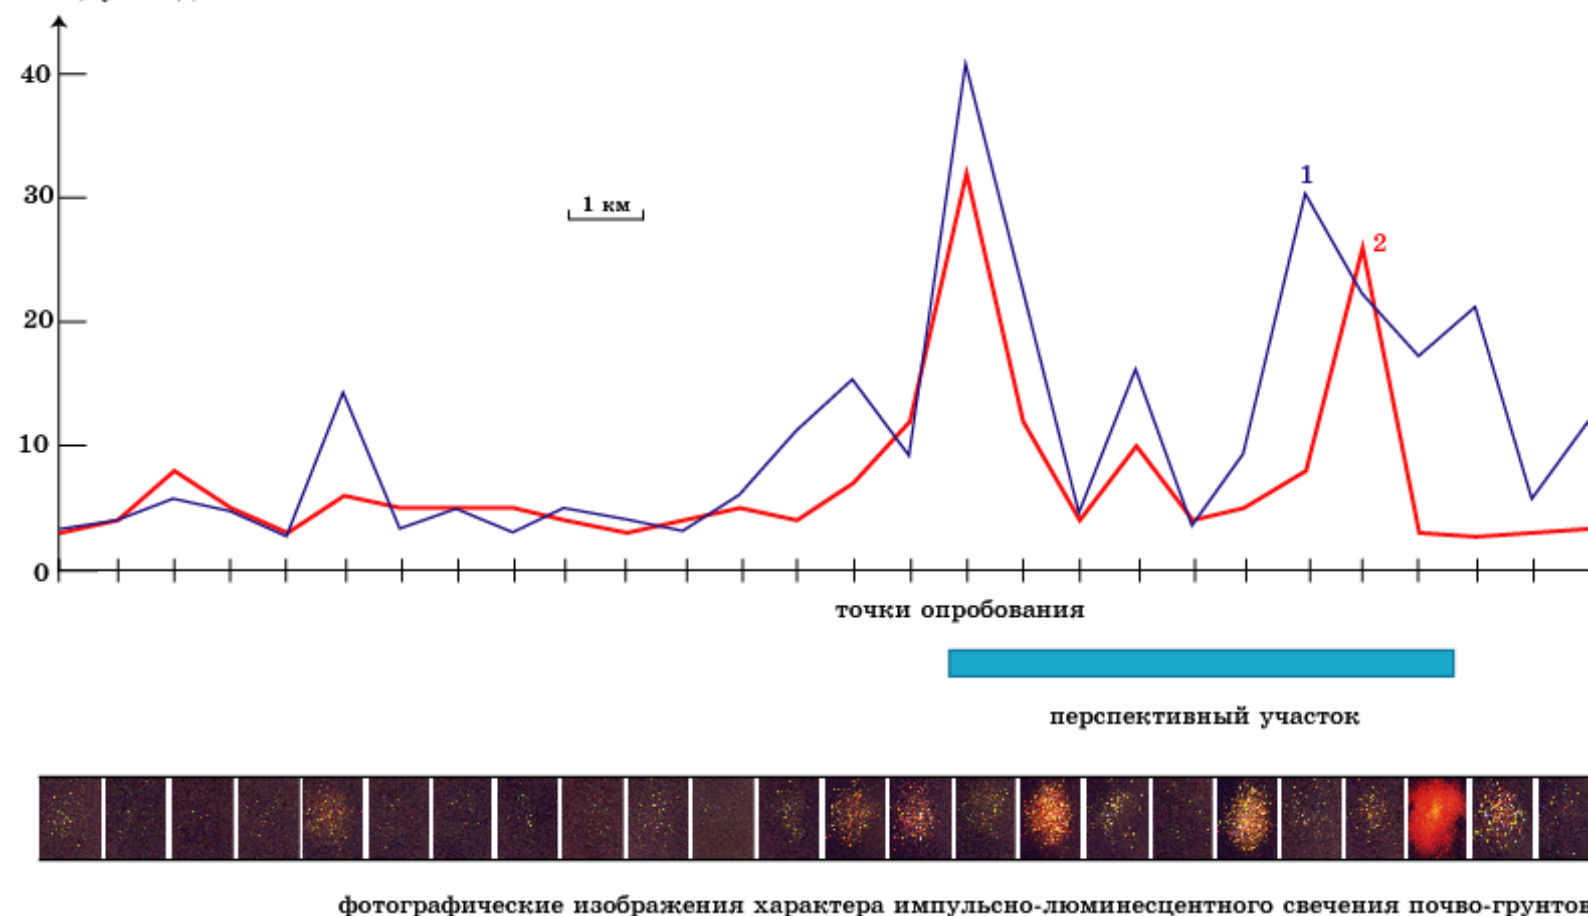 40
30
1 км
1
2
20
10
0
точки опробования
перспективный участок
фотографические изображения характера импульсно-люминесцентного свечения почво-грунтов